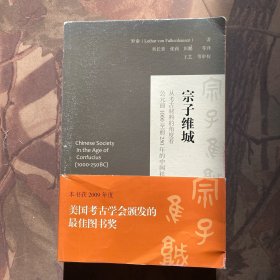 罗泰（Lothar von Falkenhausen） 著
吴长青 张莉 彭鹏 等译
王艺 等审校
宗子维城
从考古材料的角度看
公元前1000至前250年的中国社会
Chinese Society
in the Age of
Confucius
(1000-250BC)
宗子
本书获2009年度
美国考古学会颁发的
最佳图书奖